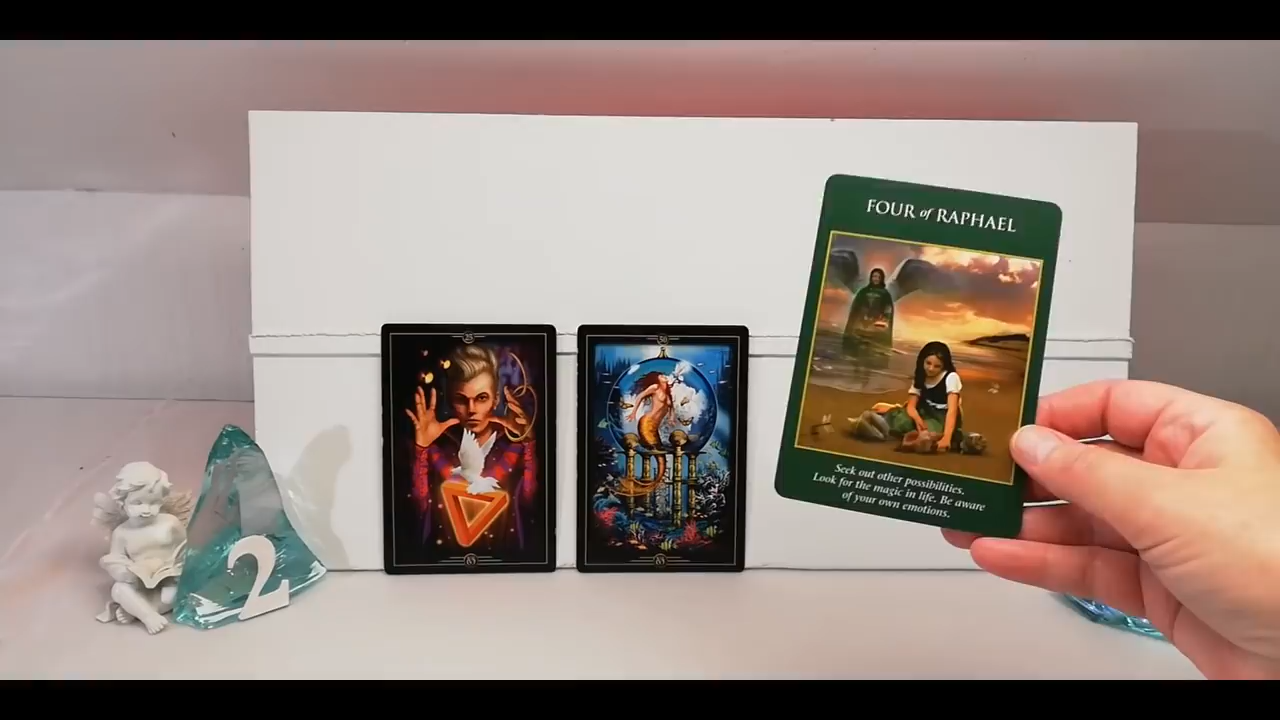 FOUR of RAPHAEL
Seek out other possibilities.
Look for the magic in life. Be aware
of your own emotions.
2